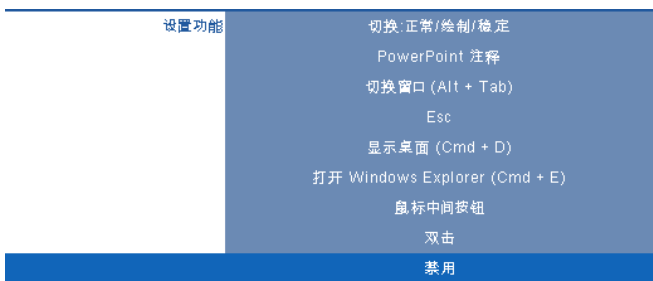 设置功能
切换:正常/绘制/稳定
PowerPoint 注释
切换窗口 (Alt + Tab)
Esc
显示桌面 (Cmd + D)
打开 Windows Explorer (Cmd + E)
鼠标中间按钮
双击
禁用